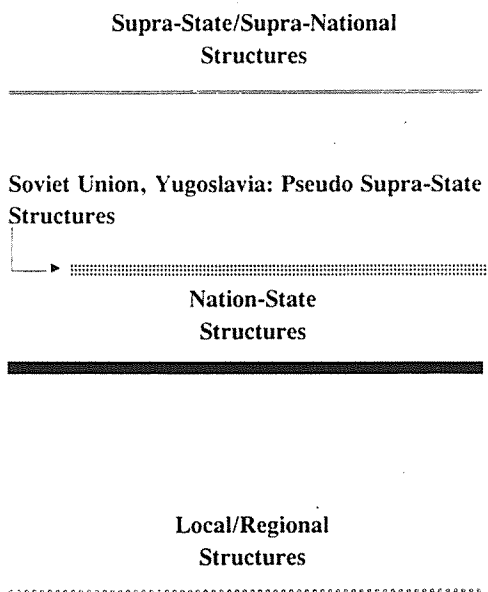 Supra-State/Supra-National
Structures
Soviet Union, Yugoslavia: Pseudo Supra-State
Structures
Nation-State
Structures
Local/Regional
Structures